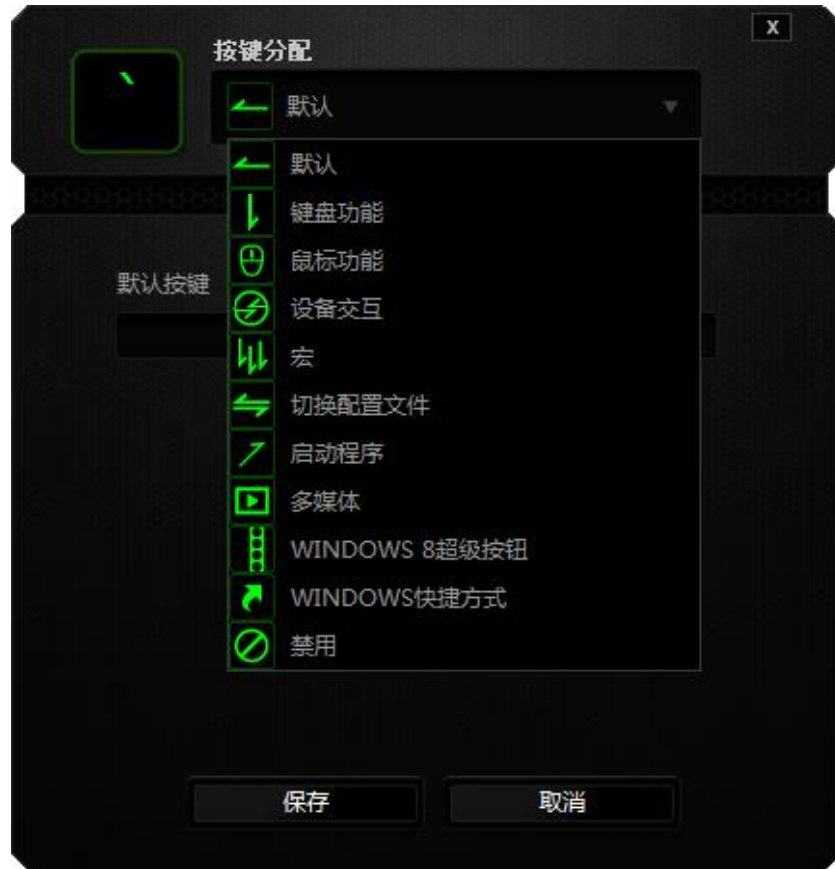 X
按键分配
`
默认
默认
键盘功能
鼠标功能
默认按键
设备交互
宏
切换配置文件
启动程序
多媒体
WINDOWS 8超级按钮
WINDOWS快捷方式
禁用
保存
取消